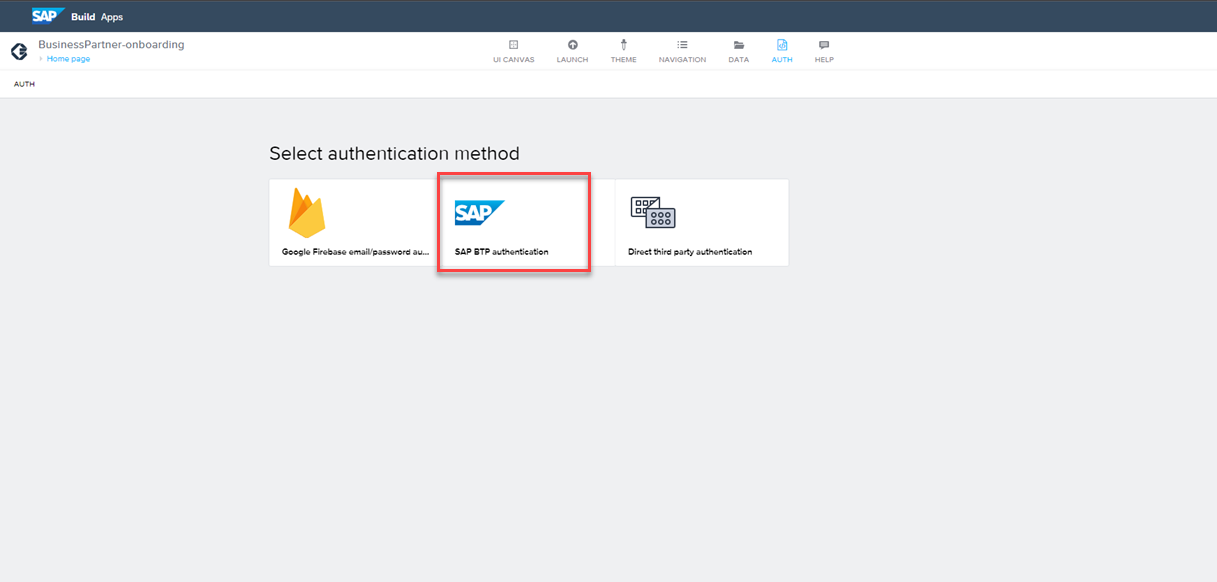 SAP Build Apps
BusinessPartner-onboarding
› Home page
UI CANVAS LAUNCH THEME NAVIGATION DATA AUTH HELP
AUTH
Select authentication method
SAP
Google Firebase email/password au... SAP BTP authentication Direct third party authentication